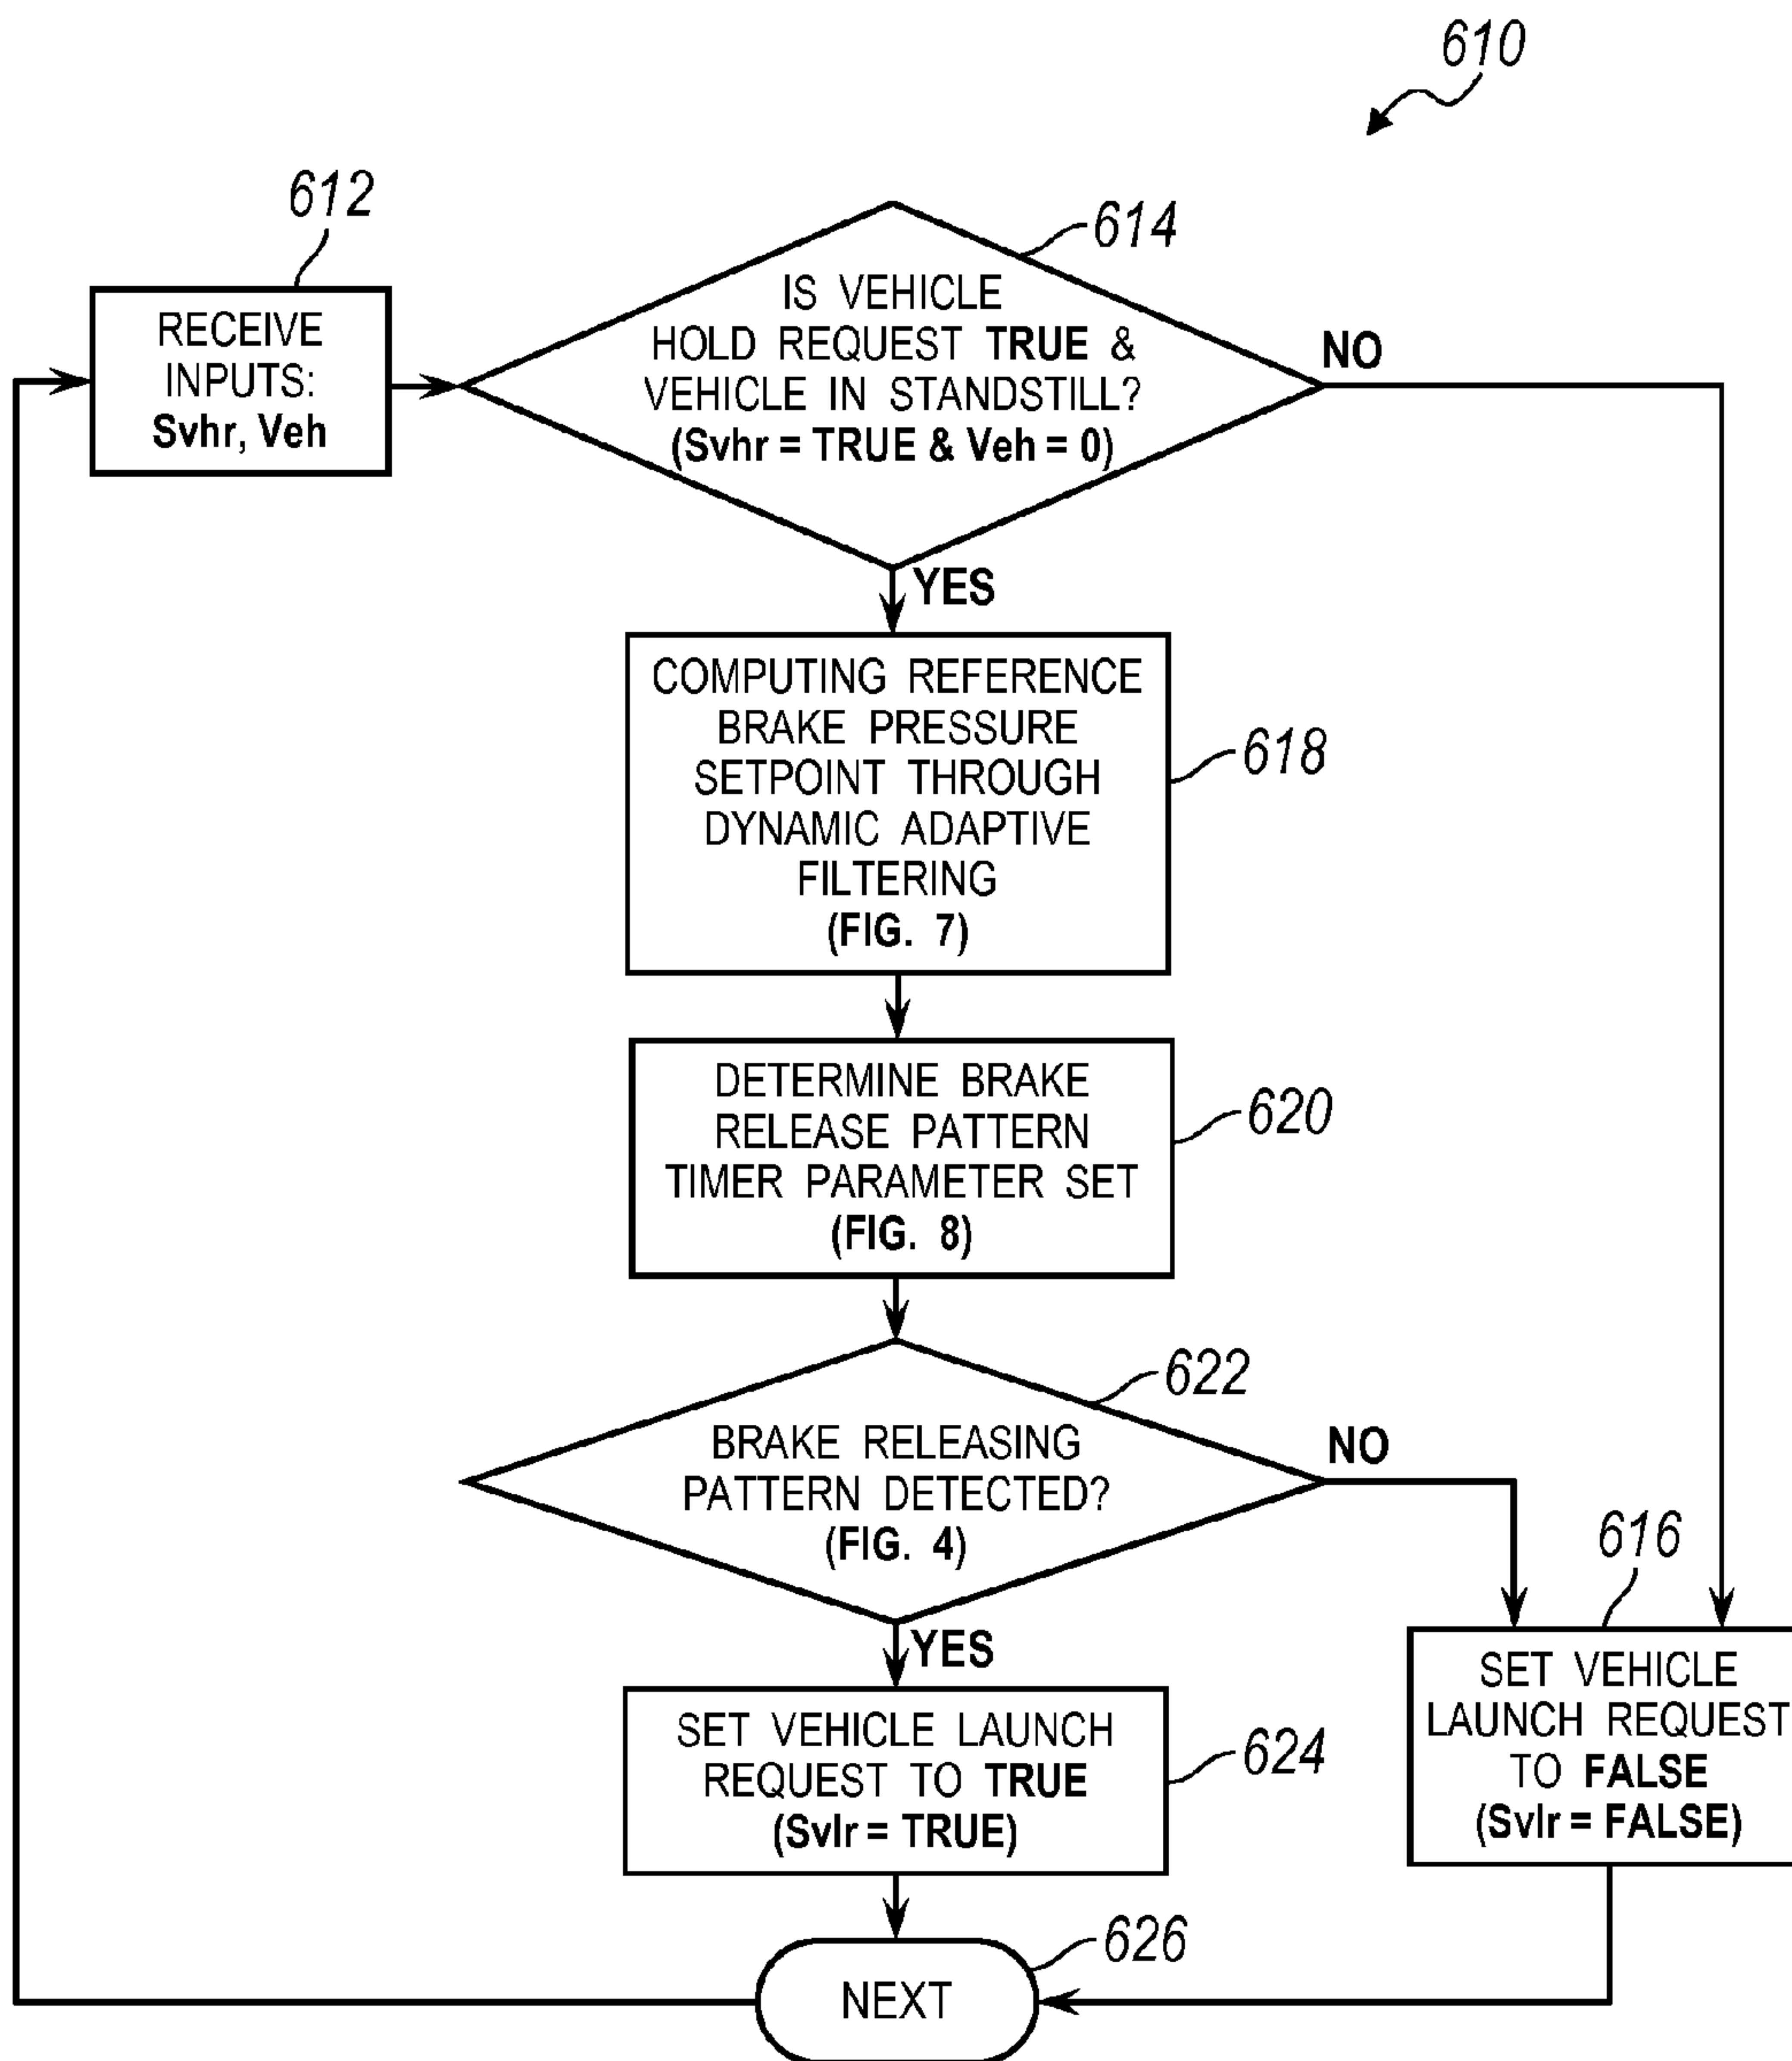 610
612
RECEIVE
INPUTS:
Svhr, Veh
614
IS VEHICLE
HOLD REQUEST TRUE &
VEHICLE IN STANDSTILL?
(Svhr = TRUE & Veh = 0)
NO
YES
COMPUTING REFERENCE
BRAKE PRESSURE
SETPOINT THROUGH
DYNAMIC ADAPTIVE
FILTERING
(FIG. 7)
618
DETERMINE BRAKE
RELEASE PATTERN
TIMER PARAMETER SET
(FIG. 8)
620
622
BRAKE RELEASING
PATTERN DETECTED?
(FIG. 4)
NO
YES
616
SET VEHICLE
LAUNCH REQUEST
TO FALSE
(Svlr = FALSE)
SET VEHICLE LAUNCH
REQUEST TO TRUE
(Svlr = TRUE)
624
626
NEXT